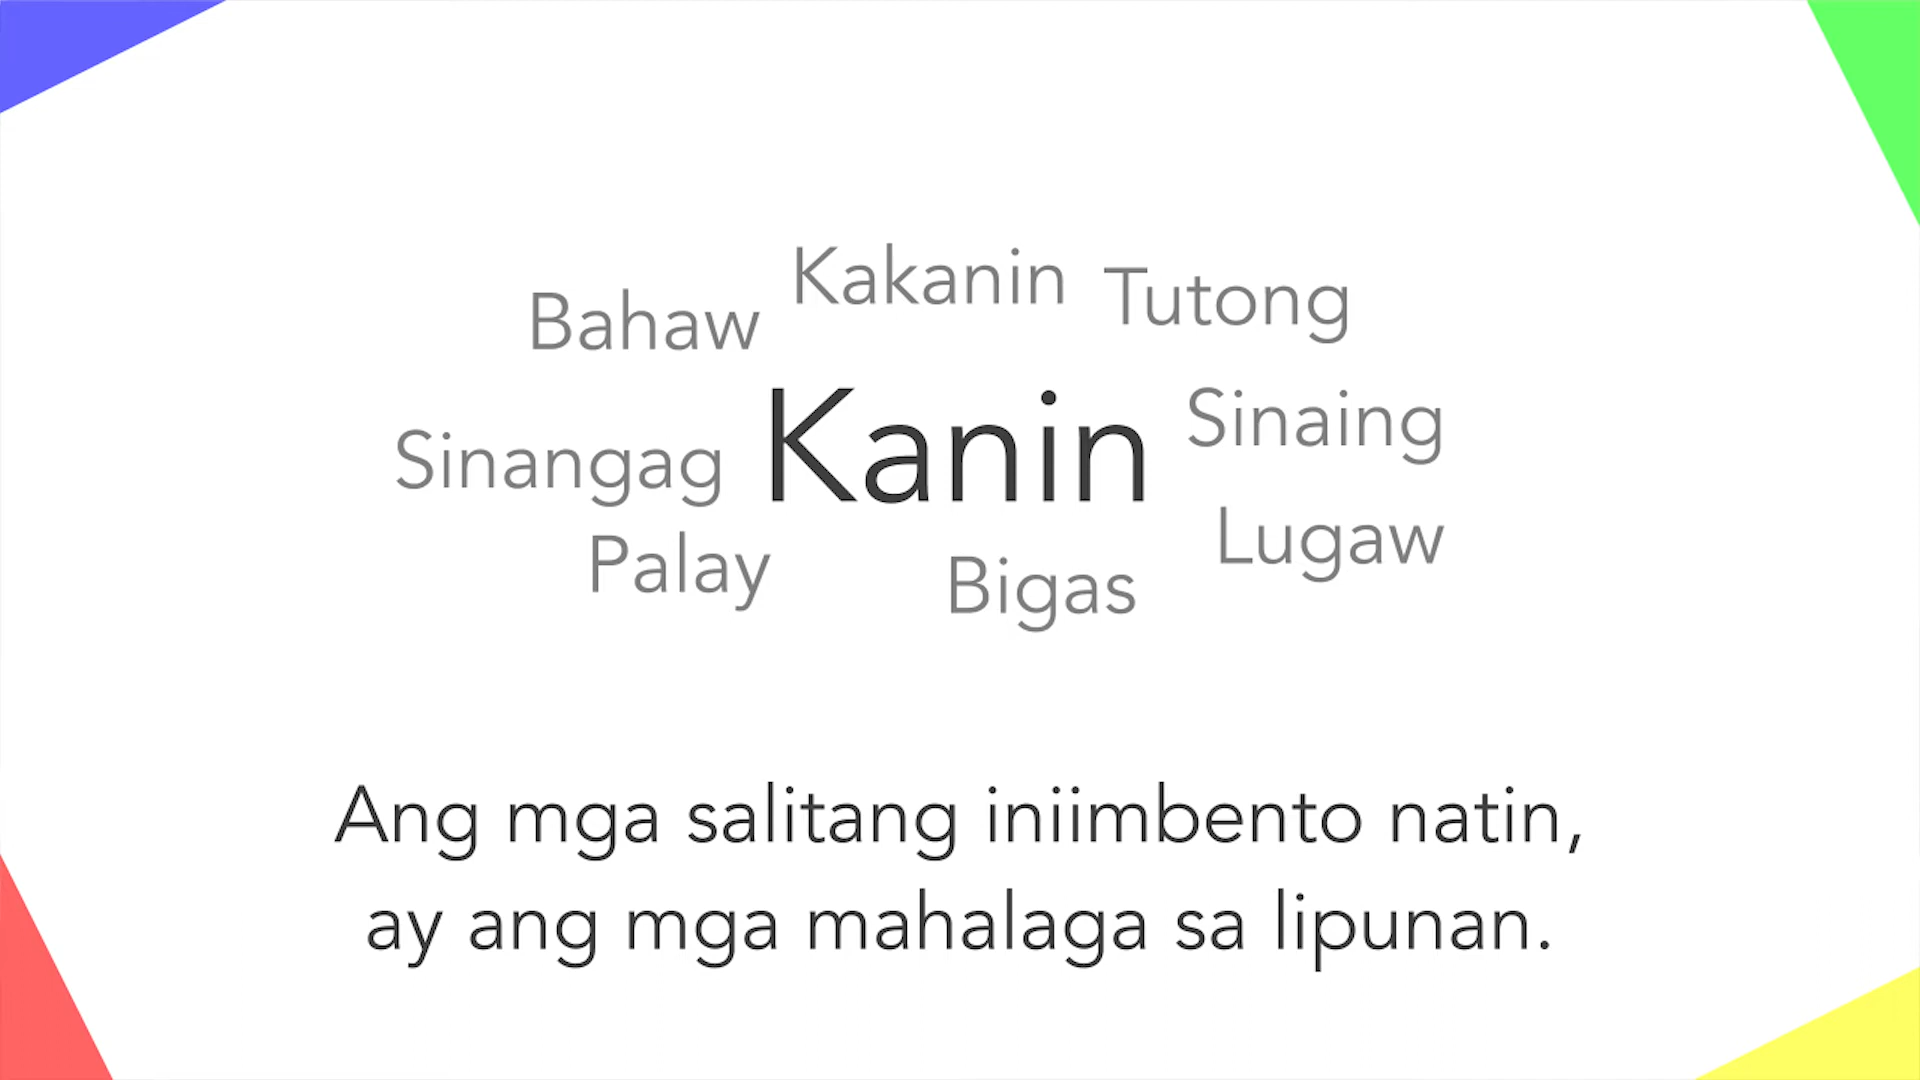 Kakanin
Bahaw
Tutong
Kanin
Sinaing
Sinangag
Lugaw
Palay
Bigas
Ang mga salitang iniimbento natin,
ay ang mga mahalaga sa lipunan.